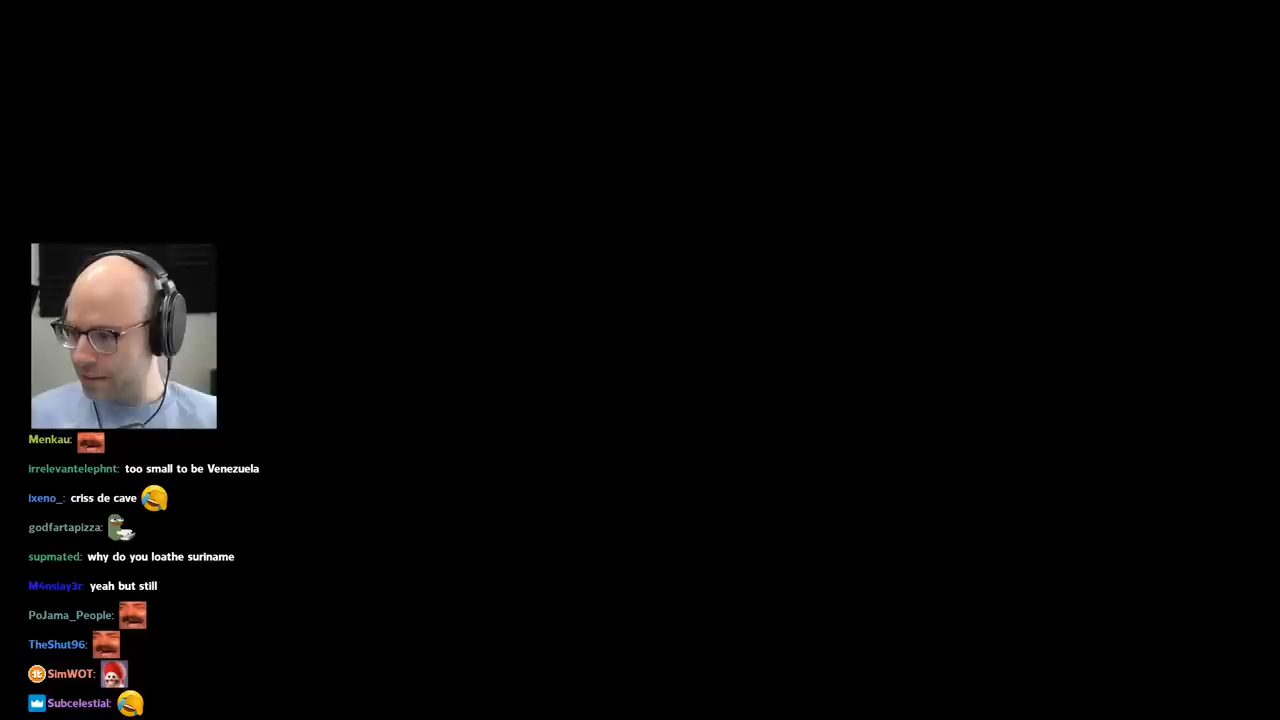 Menkau:
Irrelevantelephnt: too small to be Venezuela
ixeno_: criss de cave
godfartapizza:
supmated: why do you loathe suriname
M4nslay3r: yeah but still
PoJama_People:
TheShut96:
SimWOT:
Subcelestial: